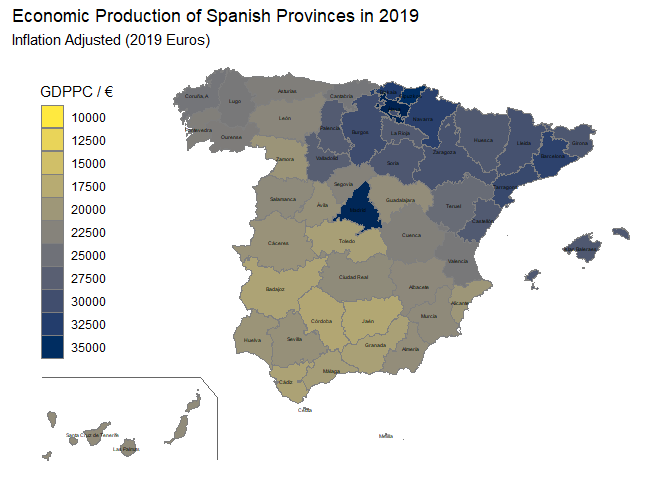 Economic Production of Spanish Provinces in 2019
Inflation Adjusted (2019 Euros)
GDPPC / €
10000
12500
15000
17500
20000
22500
25000
27500
30000
32500
35000
Coruña, A
Lugo
Asturias
Cantabria
Pontevedra
Ourense
León
Palencia
Burgos
La Rioja
Navarra
Huesca
Lleida
Girona
Barcelona
Zaragoza
Tarragona
Zamora
Valladolid
Soria
Segovia
Salamanca
Ávila
Guadalajara
Teruel
Castellón
Cáceres
Toledo
Cuenca
Valencia
Badajoz
Ciudad Real
Albacete
Alicante
Murcia
Córdoba
Jaén
Huelva
Sevilla
Granada
Almería
Málaga
Cádiz
Ceuta
Melilla
Santa Cruz de Tenerife
Las Palmas